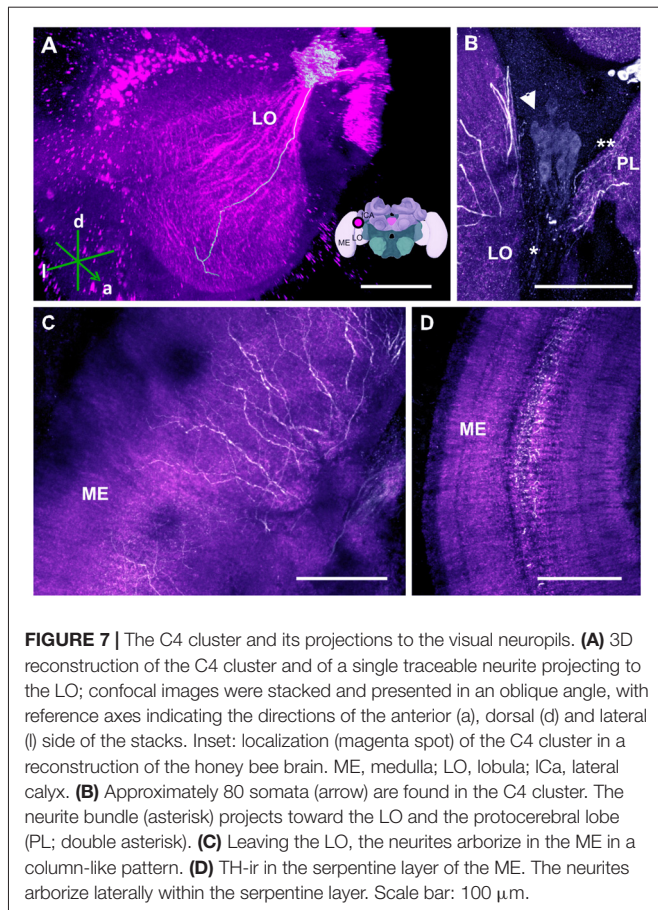 A
LO
d
l
a
CA
LO
ME
B
PL
**
LO
*
C
ME
D
ME
FIGURE 7 | The C4 cluster and its projections to the visual neuropils. (A) 3D
reconstruction of the C4 cluster and of a single traceable neurite projecting to
the LO; confocal images were stacked and presented in an oblique angle, with
reference axes indicating the directions of the anterior (a), dorsal (d) and lateral
(l) side of the stacks. Inset: localization (magenta spot) of the C4 cluster in a
reconstruction of the honey bee brain. ME, medulla; LO, lobula; lCa, lateral
calyx. (B) Approximately 80 somata (arrow) are found in the C4 cluster. The
neurite bundle (asterisk) projects toward the LO and the protocerebral lobe
(PL; double asterisk). (C) Leaving the LO, the neurites arborize in the ME in a
column-like pattern. (D) TH-ir in the serpentine layer of the ME. The neurites
arborize laterally within the serpentine layer. Scale bar: 100 μm.